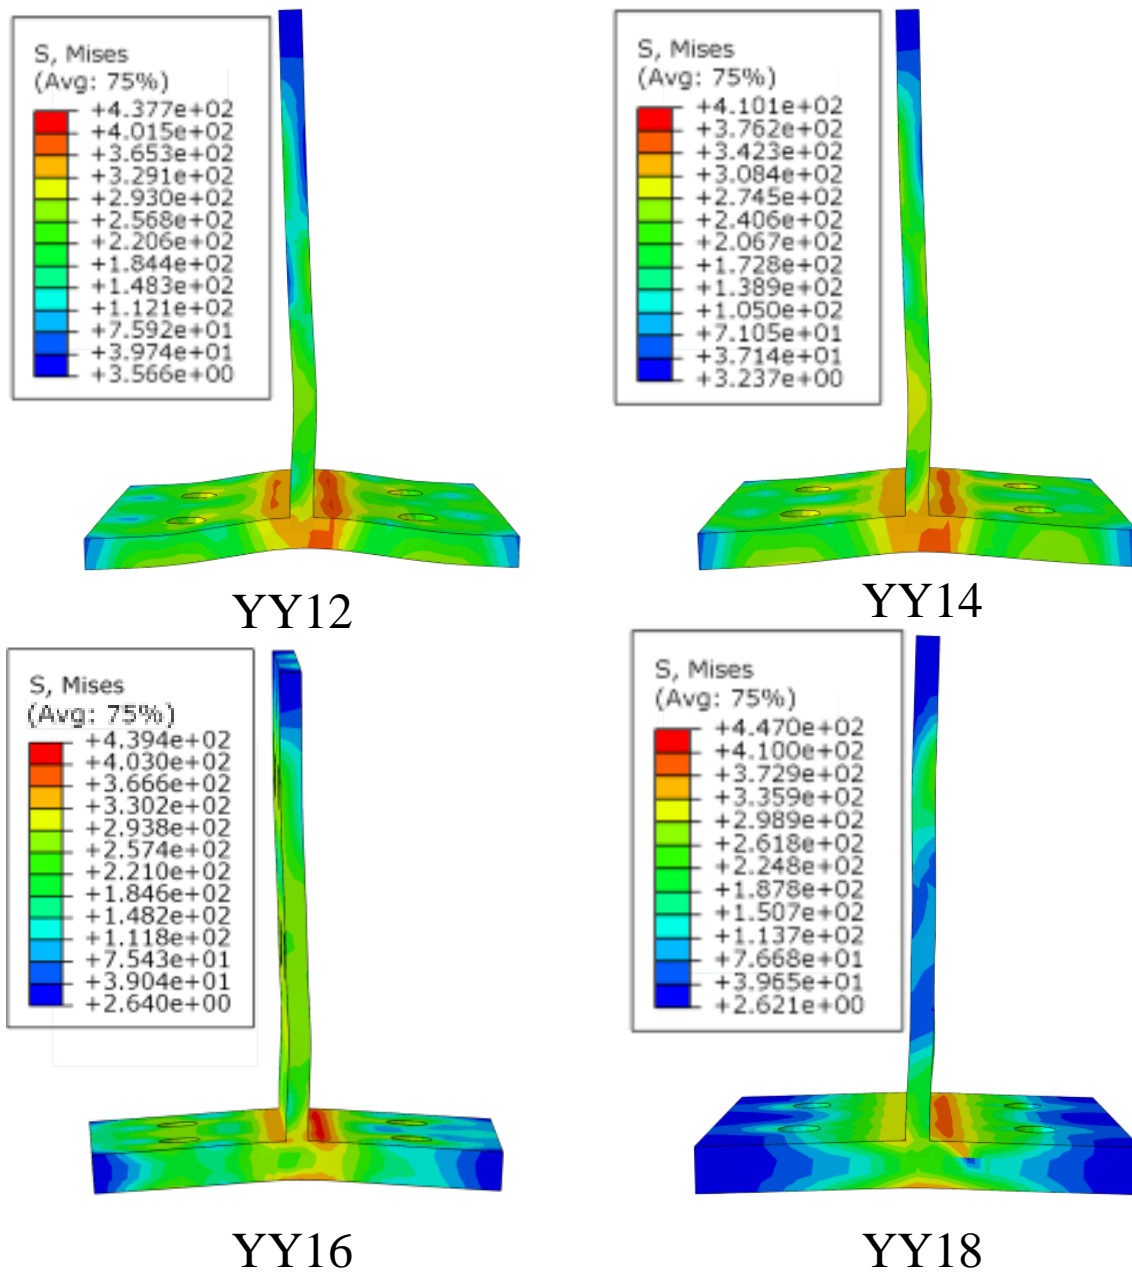 S, Mises
(Avg: 75%)
+4.377e+02
+4.015e+02
+3.653e+02
+3.291e+02
+2.930e+02
+2.568e+02
+2.206e+02
+1.844e+02
+1.483e+02
+1.121e+02
+7.592e+01
+3.974e+01
+3.566e+00
YY12
S, Mises
(Avg: 75%)
+4.101e+02
+3.762e+02
+3.423e+02
+3.084e+02
+2.745e+02
+2.406e+02
+2.067e+02
+1.728e+02
+1.389e+02
+1.050e+02
+7.105e+01
+3.714e+01
+3.237e+00
YY14
S, Mises
(Avg: 75%)
+4.394e+02
+4.030e+02
+3.666e+02
+3.302e+02
+2.938e+02
+2.574e+02
+2.210e+02
+1.846e+02
+1.482e+02
+1.118e+02
+7.543e+01
+3.904e+01
+2.640e+00
YY16
S, Mises
(Avg: 75%)
+4.470e+02
+4.100e+02
+3.729e+02
+3.359e+02
+2.989e+02
+2.618e+02
+2.248e+02
+1.878e+02
+1.507e+02
+1.137e+02
+7.668e+01
+3.965e+01
+2.621e+00
YY18